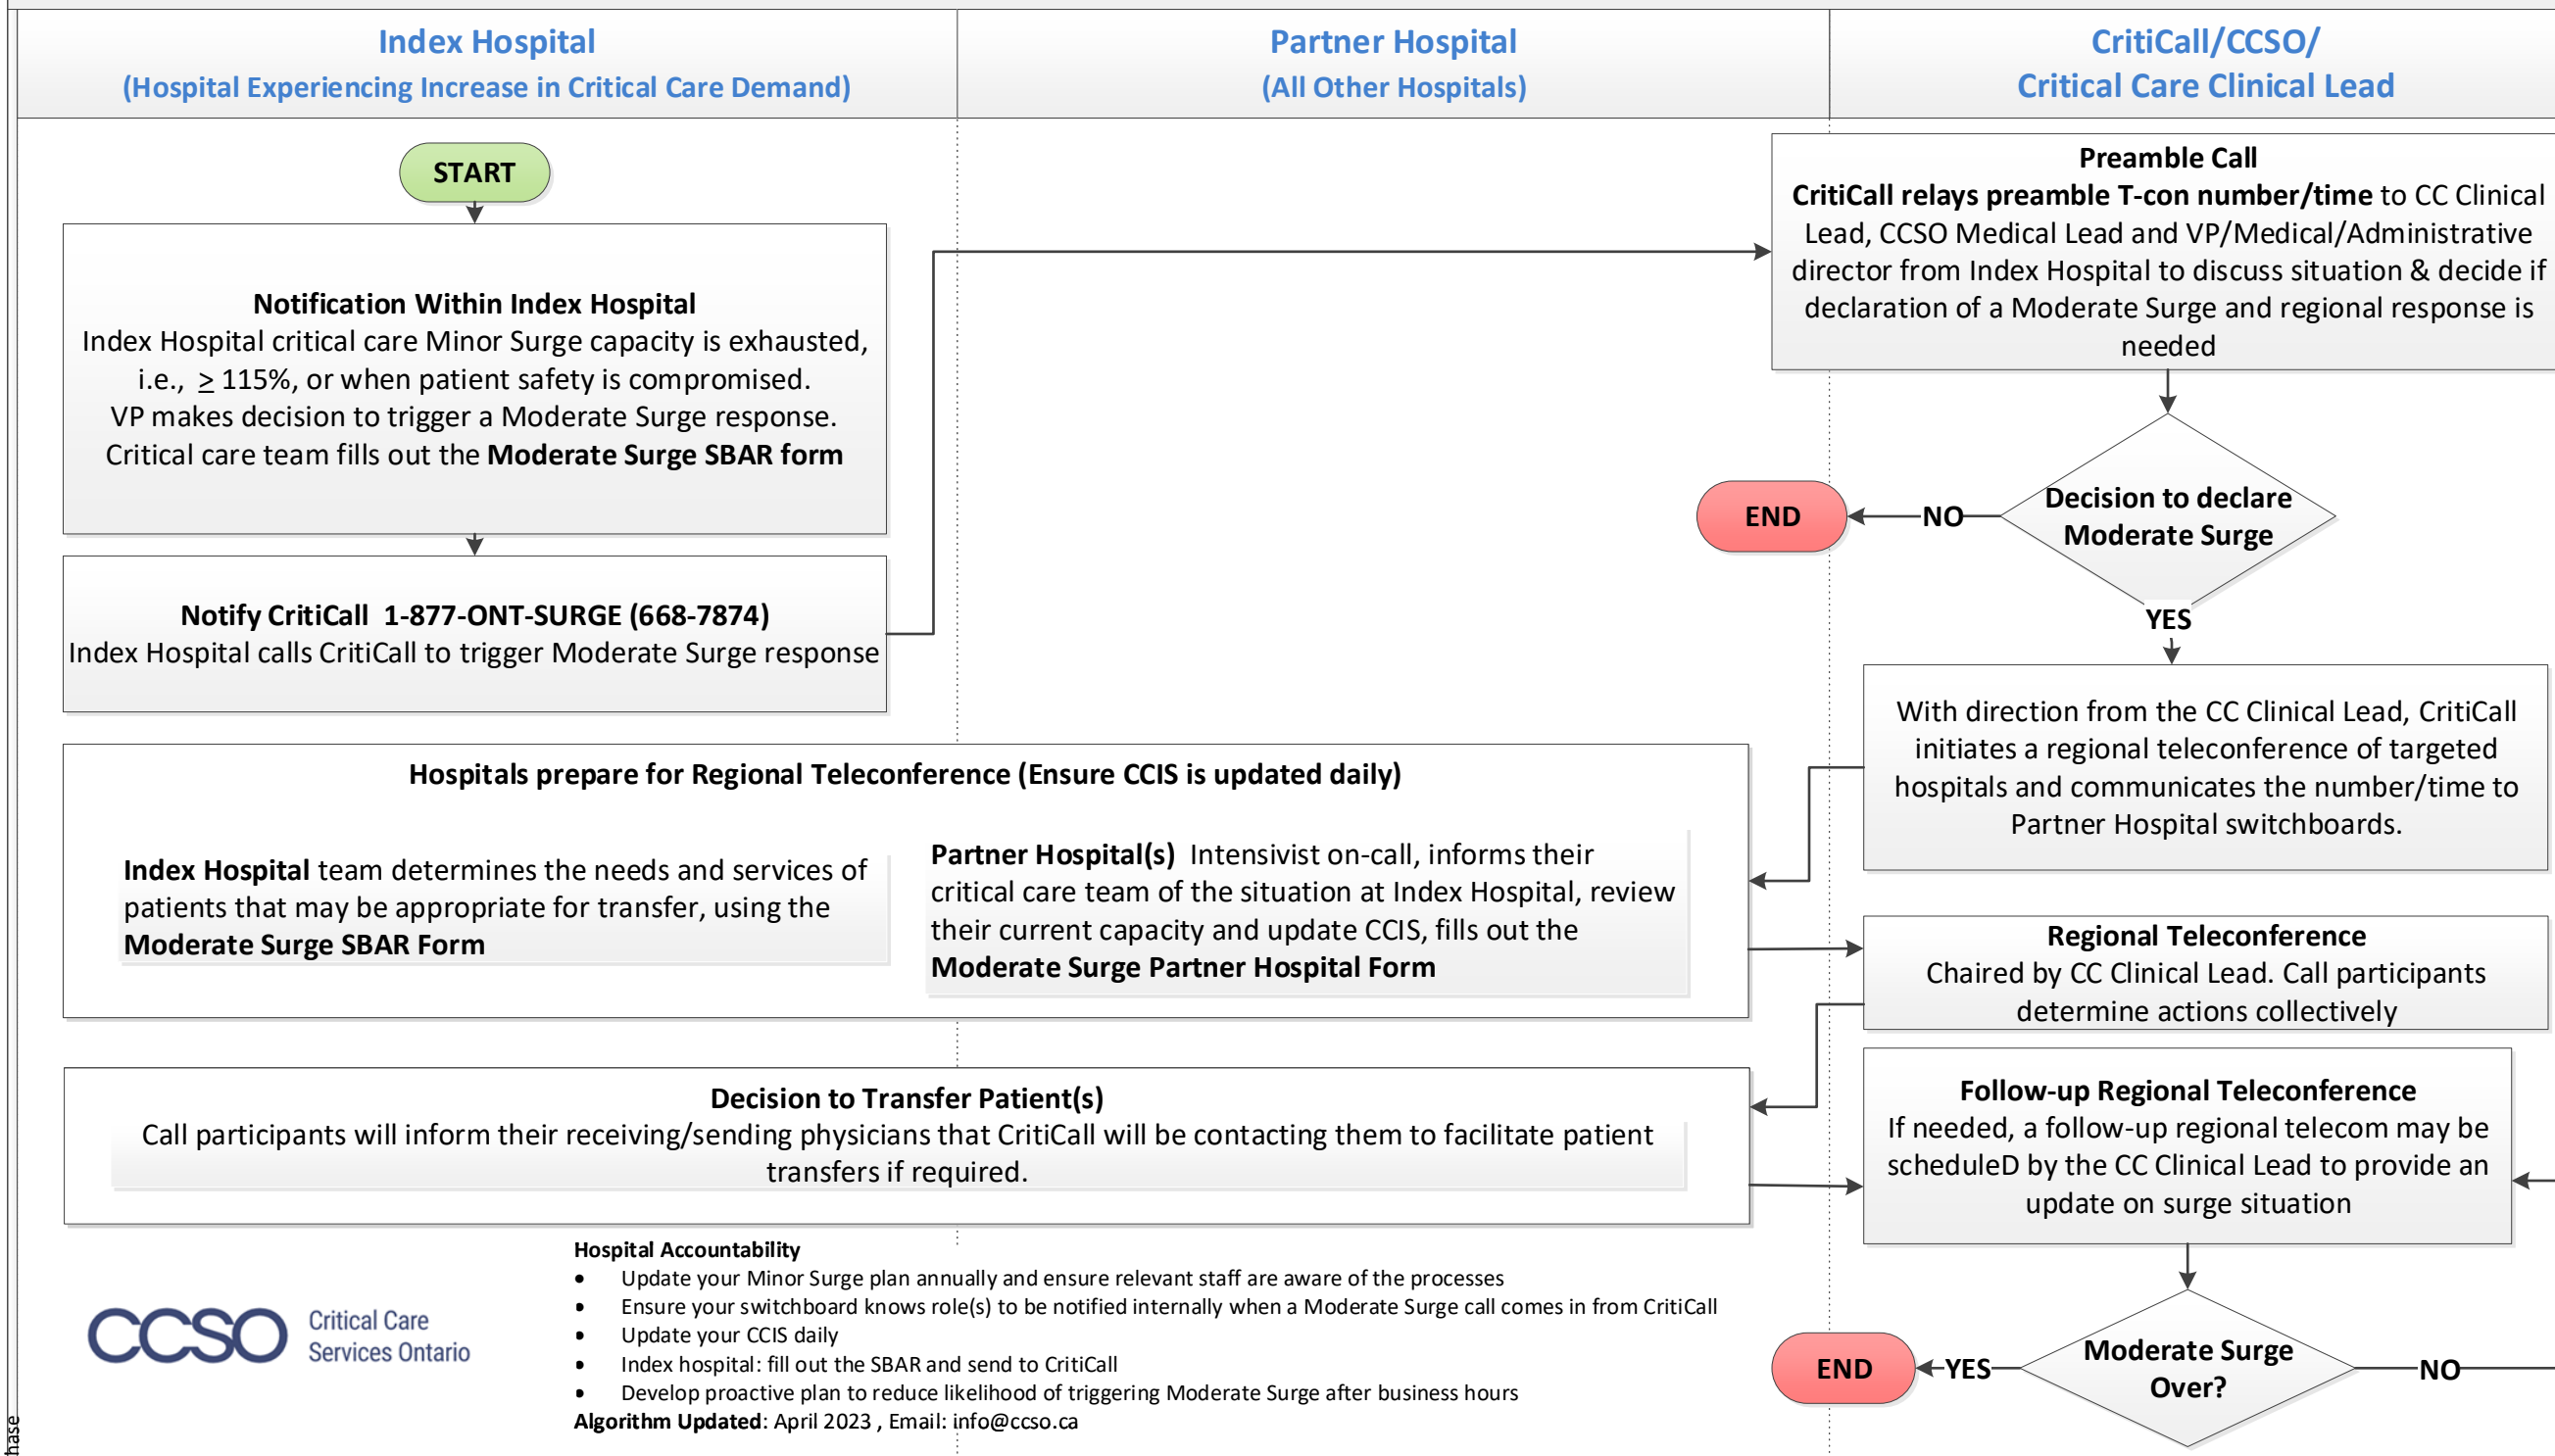 Index Hospital
(Hospital Experiencing Increase in Critical Care Demand)
Partner Hospital
(All Other Hospitals)
CritiCall/CCSO/
Critical Care Clinical Lead
START
Notification Within Index Hospital
Index Hospital critical care Minor Surge capacity is exhausted,
i.e., ≥ 115%, or when patient safety is compromised.
VP makes decision to trigger a Moderate Surge response.
Critical care team fills out the Moderate Surge SBAR form
Notify CritiCall 1-877-ONT-SURGE (668-7874)
Index Hospital calls CritiCall to trigger Moderate Surge response
Preamble Call
CritiCall relays preamble T-con number/time to CC Clinical
Lead, CCSO Medical Lead and VP/Medical/Administrative
director from Index Hospital to discuss situation & decide if
declaration of a Moderate Surge and regional response is
needed
Decision to declare
Moderate Surge
NO
END
YES
With direction from the CC Clinical Lead, CritiCall
initiates a regional teleconference of targeted
hospitals and communicates the number/time to
Partner Hospital switchboards.
Hospitals prepare for Regional Teleconference (Ensure CCIS is updated daily)
Index Hospital team determines the needs and services of
patients that may be appropriate for transfer, using the
Moderate Surge SBAR Form
Partner Hospital(s) Intensivist on-call, informs their
critical care team of the situation at Index Hospital, review
their current capacity and update CCIS, fills out the
Moderate Surge Partner Hospital Form
Regional Teleconference
Chaired by CC Clinical Lead. Call participants
determine actions collectively
Decision to Transfer Patient(s)
Call participants will inform their receiving/sending physicians that CritiCall will be contacting them to facilitate patient
transfers if required.
Follow-up Regional Teleconference
If needed, a follow-up regional telecom may be
scheduleD by the CC Clinical Lead to provide an
update on surge situation
Moderate Surge
Over?
YES
END
NO
CCSO
Critical Care
Services Ontario
Hospital Accountability
• Update your Minor Surge plan annually and ensure relevant staff are aware of the processes
• Ensure your switchboard knows role(s) to be notified internally when a Moderate Surge call comes in from CritiCall
• Update your CCIS daily
• Index hospital: fill out the SBAR and send to CritiCall
• Develop proactive plan to reduce likelihood of triggering Moderate Surge after business hours
Algorithm Updated: April 2023 , Email: info@ccso.ca
hase